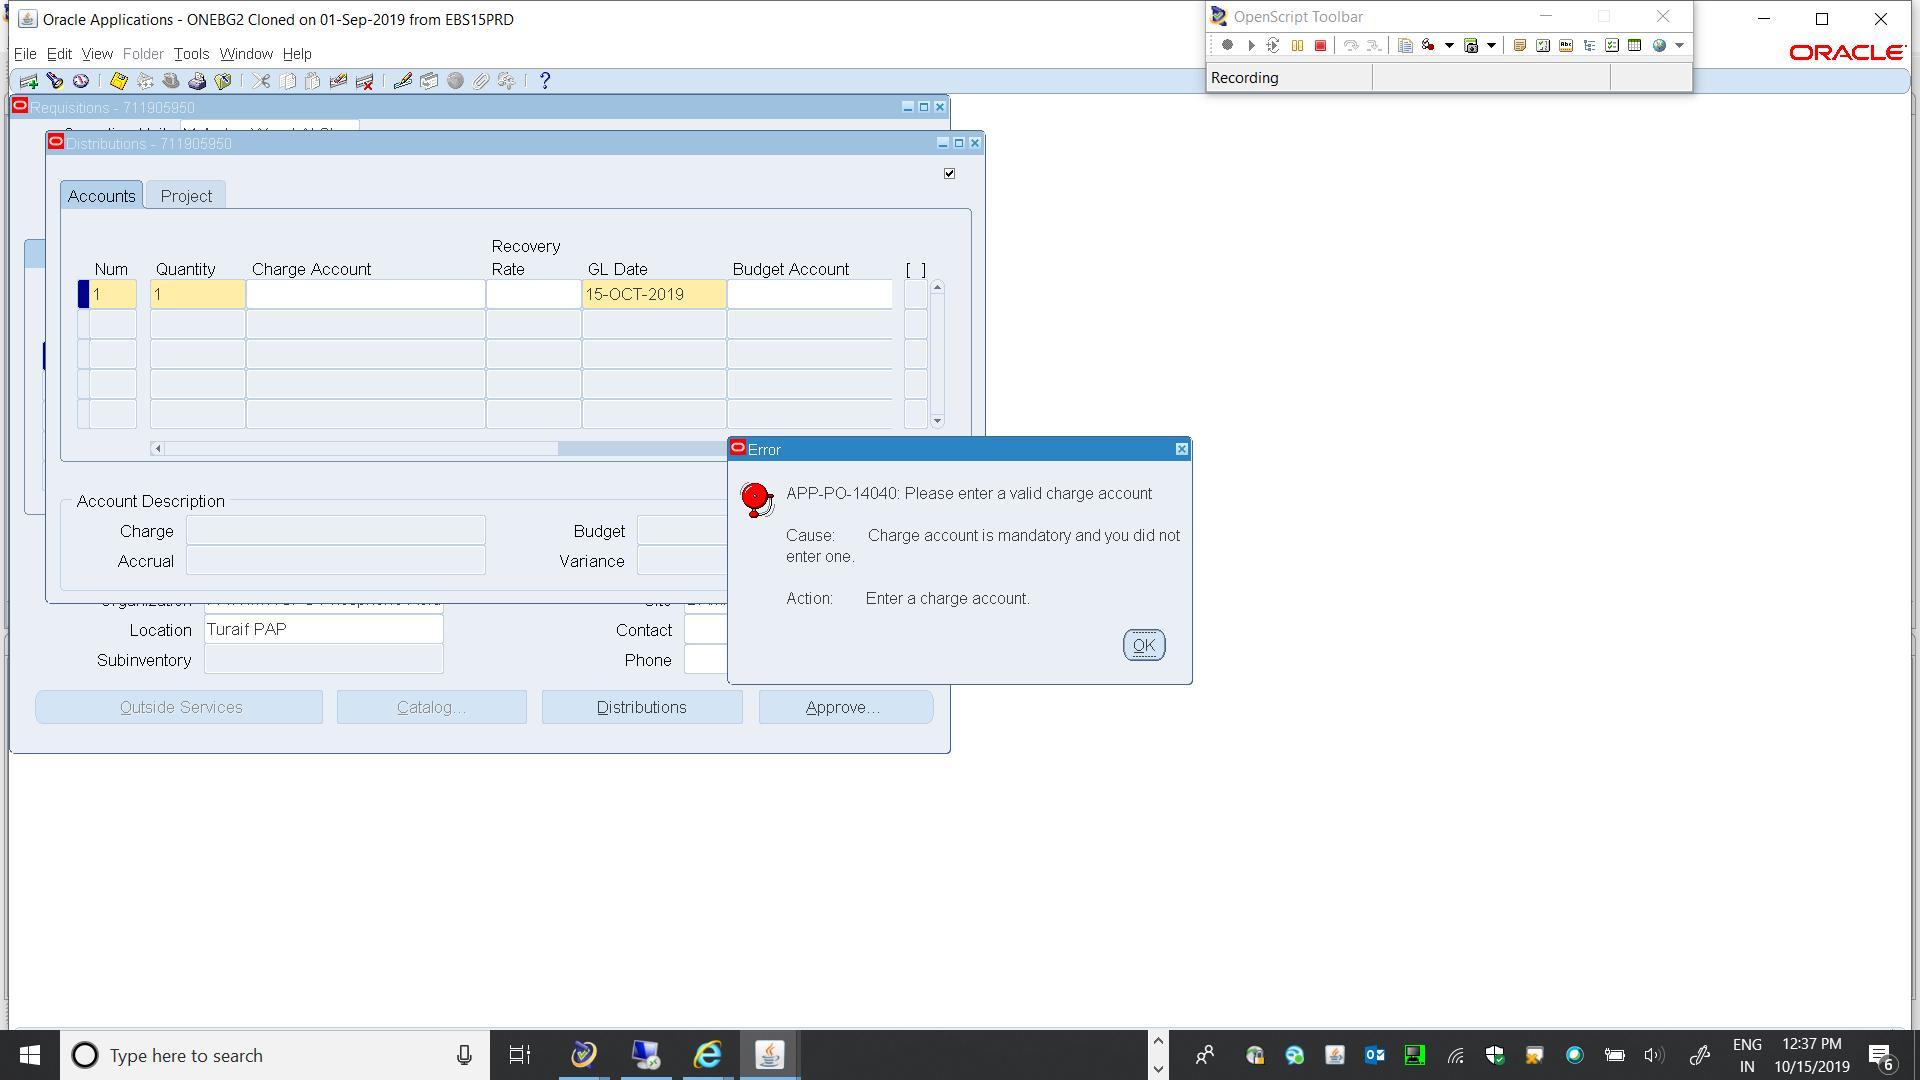 Oracle Applications - ONEBG2 Cloned on 01-Sep-2019 from EBS15PRD
File Edit View Folder Tools Window Help
OpenScript Toolbar
Recording
ORACLE
Requisitions - 711905950
Distributions - 711905950
Accounts Project
Recovery
Num Quantity Charge Account Rate GL Date Budget Account [ ]
1 1 15-OCT-2019
Account Description
Charge Budget
Accrual Variance
Error
APP-PO-14040: Please enter a valid charge account
Cause: Charge account is mandatory and you did not
enter one.
Action: Enter a charge account.
OK
Organization
Location Turaif PAP Contact
Subinventory Phone
Outside Services Catalog... Distributions Approve...
Type here to search
ENG
IN
12:37 PM
10/15/2019
6